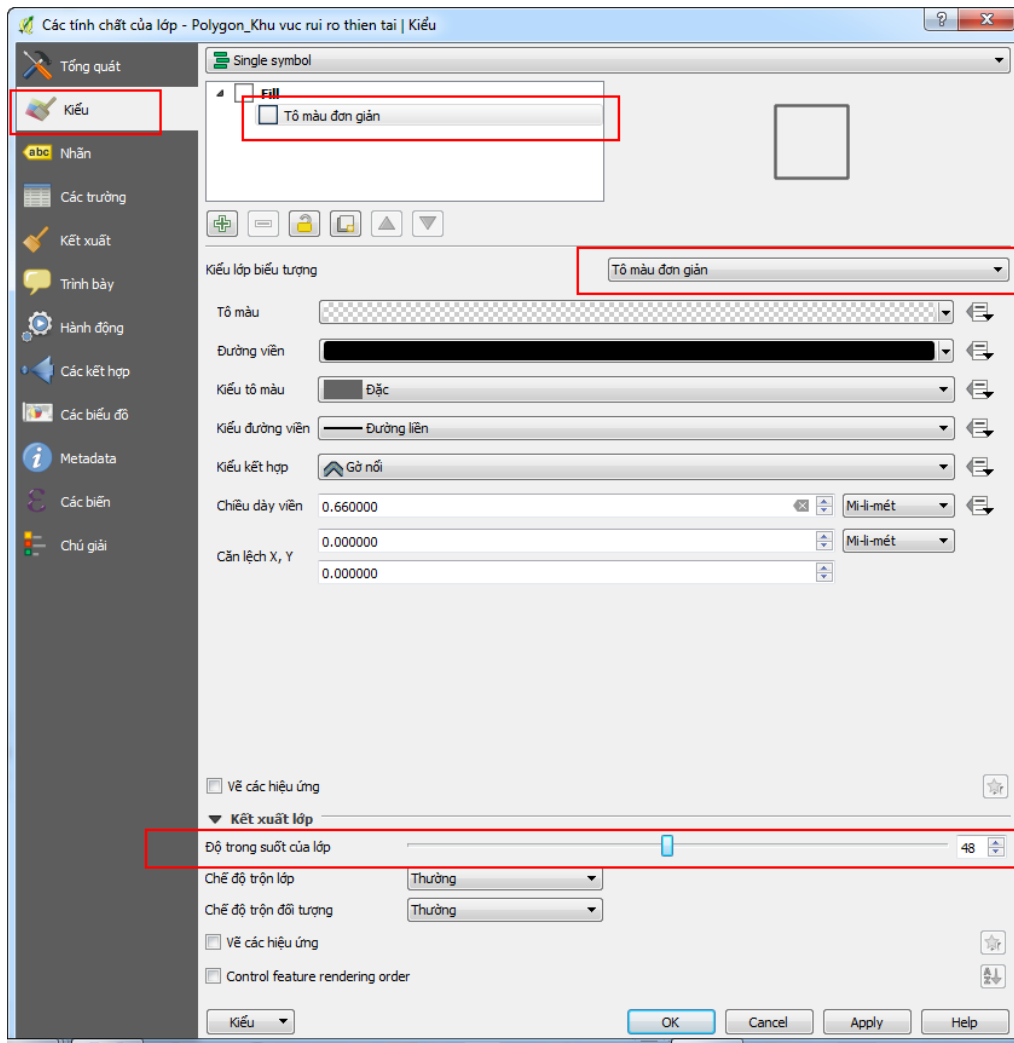 Các tính chất của lớp - Polygon_Khu vuc rui ro thien tai | Kiểu
Tổng quát
Kiểu
abc Nhãn
Các trường
Kết xuất
Trình bày
Hành động
Các kết hợp
Các biểu đồ
Metadata
Các biến
Chú giải
Single symbol
Fill
Tô màu đơn giản
Kiểu lớp biểu tượng Tô màu đơn giản
Tô màu
Đường viền
Kiểu tô màu Đặc
Kiểu đường viền Đường liền
Kiểu kết hợp Gờ nối
Chiều dày viền 0.660000 Mi-li-mét
Căn lệch X, Y 0.000000 Mi-li-mét
0.000000
Vẽ các hiệu ứng
Kết xuất lớp
Độ trong suốt của lớp 48
Chế độ trộn lớp Thường
Chế độ trộn đối tượng Thường
Vẽ các hiệu ứng
Control feature rendering order
Kiểu OK Cancel Apply Help